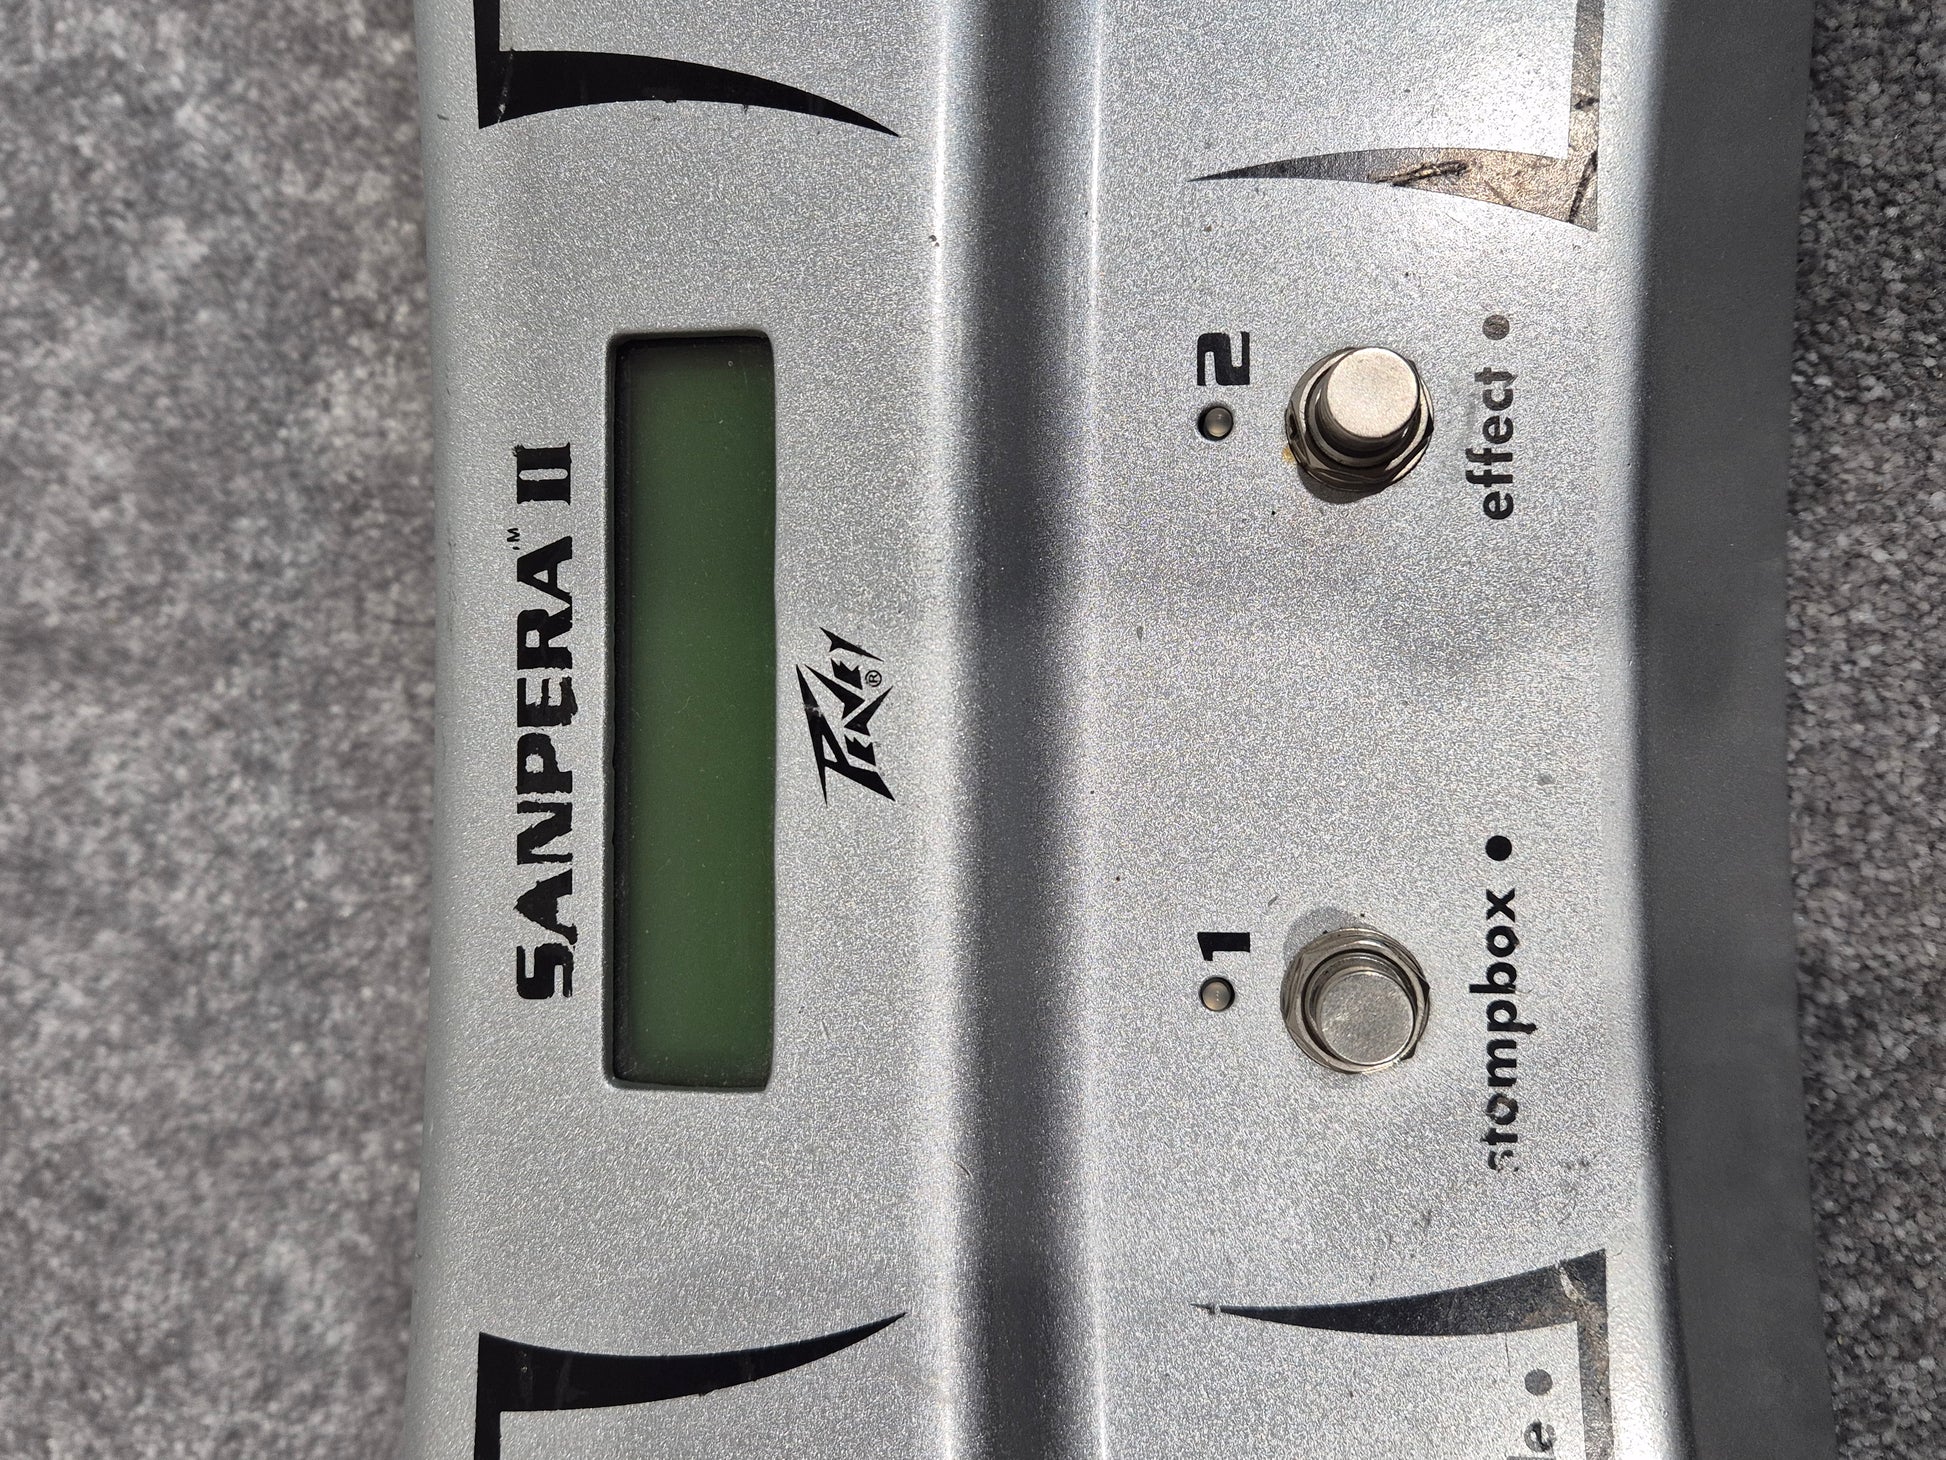 SANPERA™ II
PEAVEY®
1
2
stompbox •
effect •